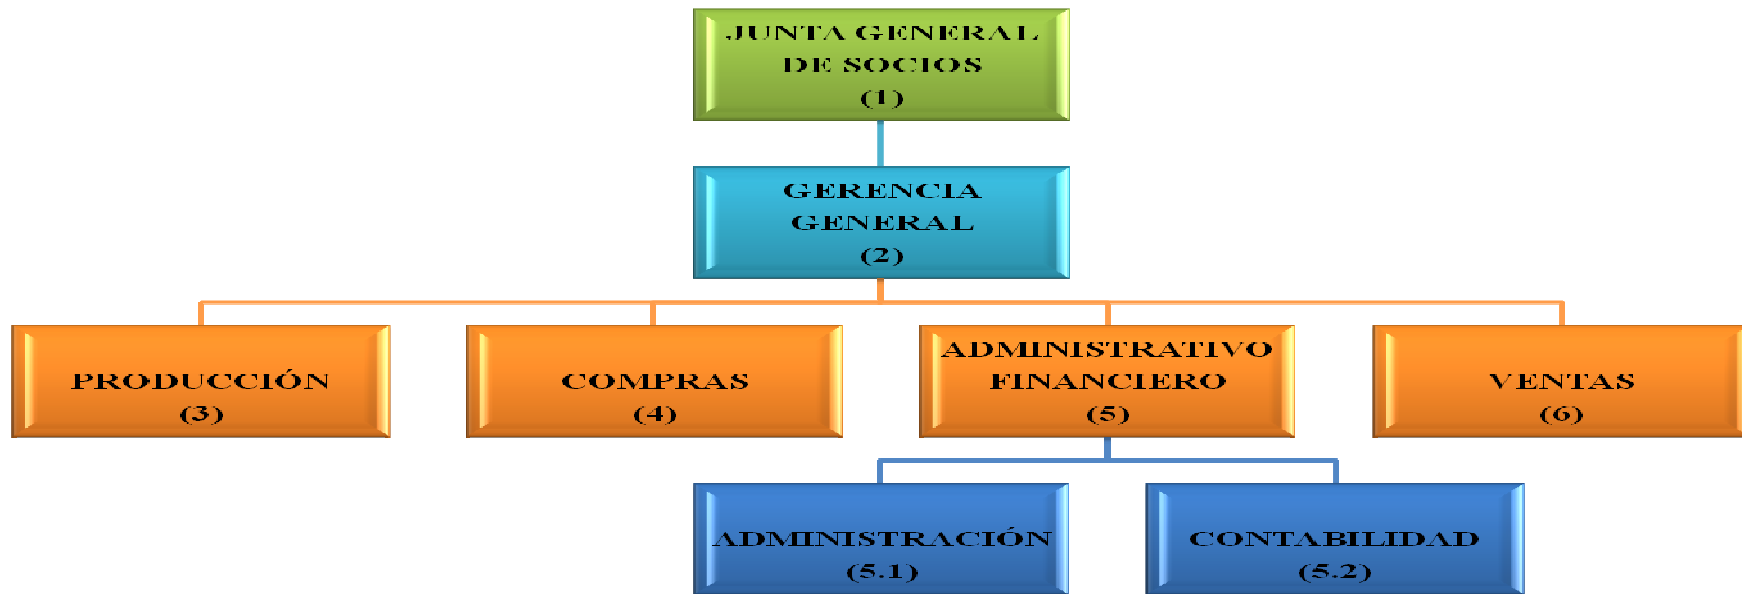 JUNTA GENERAL
DE SOCIOS
(1)
GERENCIA
GENERAL
(2)
PRODUCCIÓN
(3)
COMPRAS
(4)
ADMINISTRATIVO
FINANCIERO
(5)
VENTAS
(6)
ADMINISTRACIÓN
(5.1)
CONTABILIDAD
(5.2)